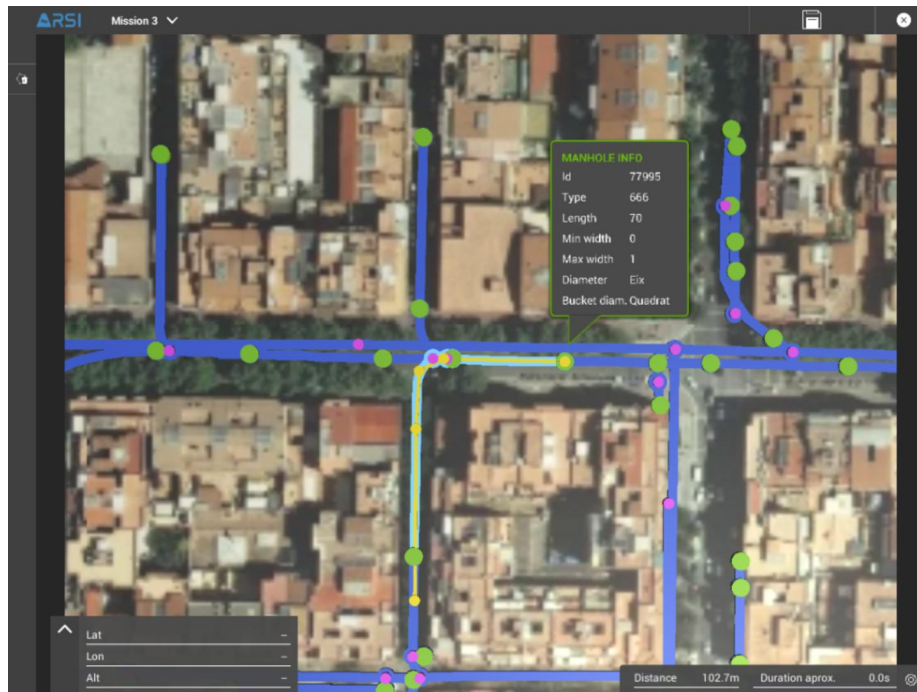 ARSI
Mission 3
MANHOLE INFO
Id 77995
Type 666
Length 70
Min width 0
Max width 1
Diameter Eix
Bucket diam. Quadrat
Lat –
Lon –
Alt –
Distance 102.7m Duration aprox. 0.0s